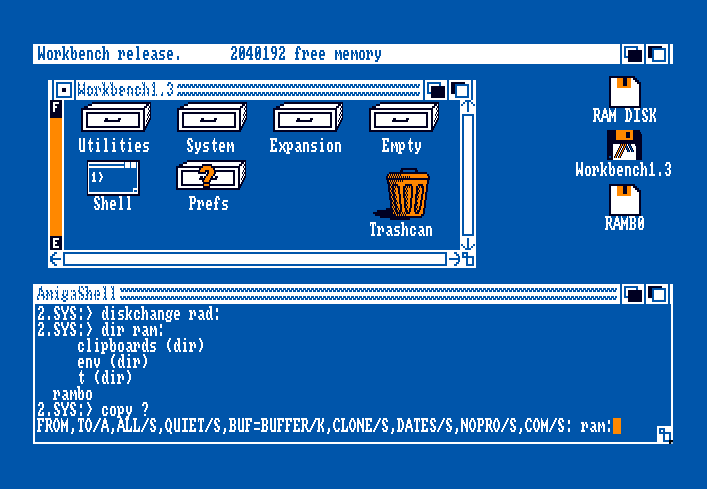 Workbench release.     2040192 free memory
Workbench1.3
F
Utilities
System
Expansion
Empty
1>
Shell
?
Prefs
Trashcan
E
RAM DISK
Workbench1.3
RAMB0
AmigaShell
2.SYS:> diskchange rad:
2.SYS:> dir ram:
     clipboards (dir)
     env (dir)
     t (dir)
  rambo
2.SYS:> copy ?
FROM,TO/A,ALL/S,QUIET/S,BUF=BUFFER/K,CLONE/S,DATES/S,NOPRO/S,COM/S: ram: